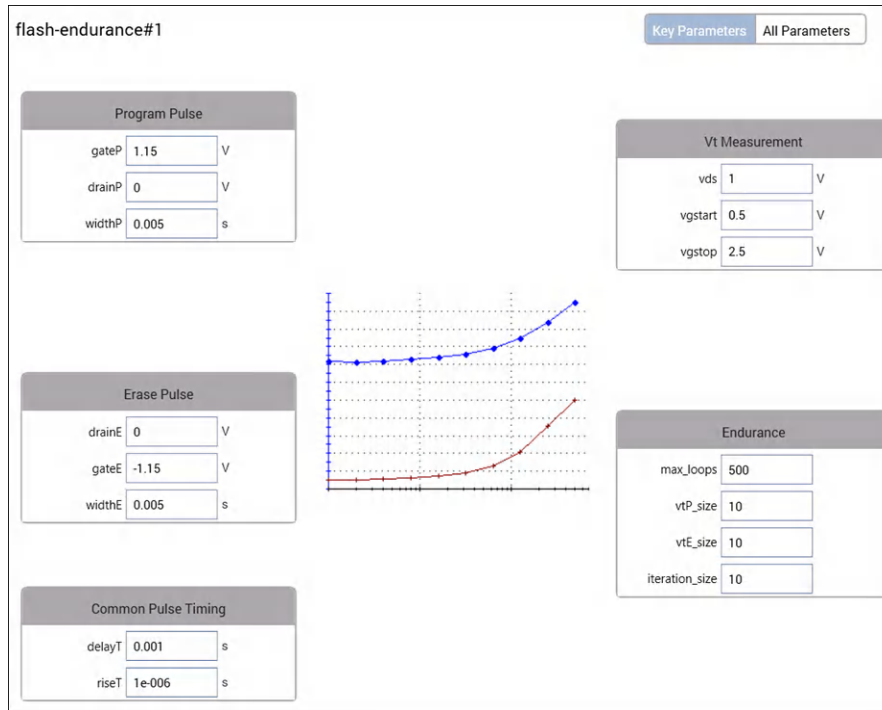 flash-endurance#1
Key Parameters All Parameters
Program Pulse
gateP 1.15 V
drainP 0 V
widthP 0.005 s
Vt Measurement
vds 1 V
vgstart 0.5 V
vgstop 2.5 V
Erase Pulse
drainE 0 V
gateE -1.15 V
widthE 0.005 s
Endurance
max_loops 500
vtP_size 10
vtE_size 10
iteration_size 10
Common Pulse Timing
delayT 0.001 s
riseT 1e-006 s